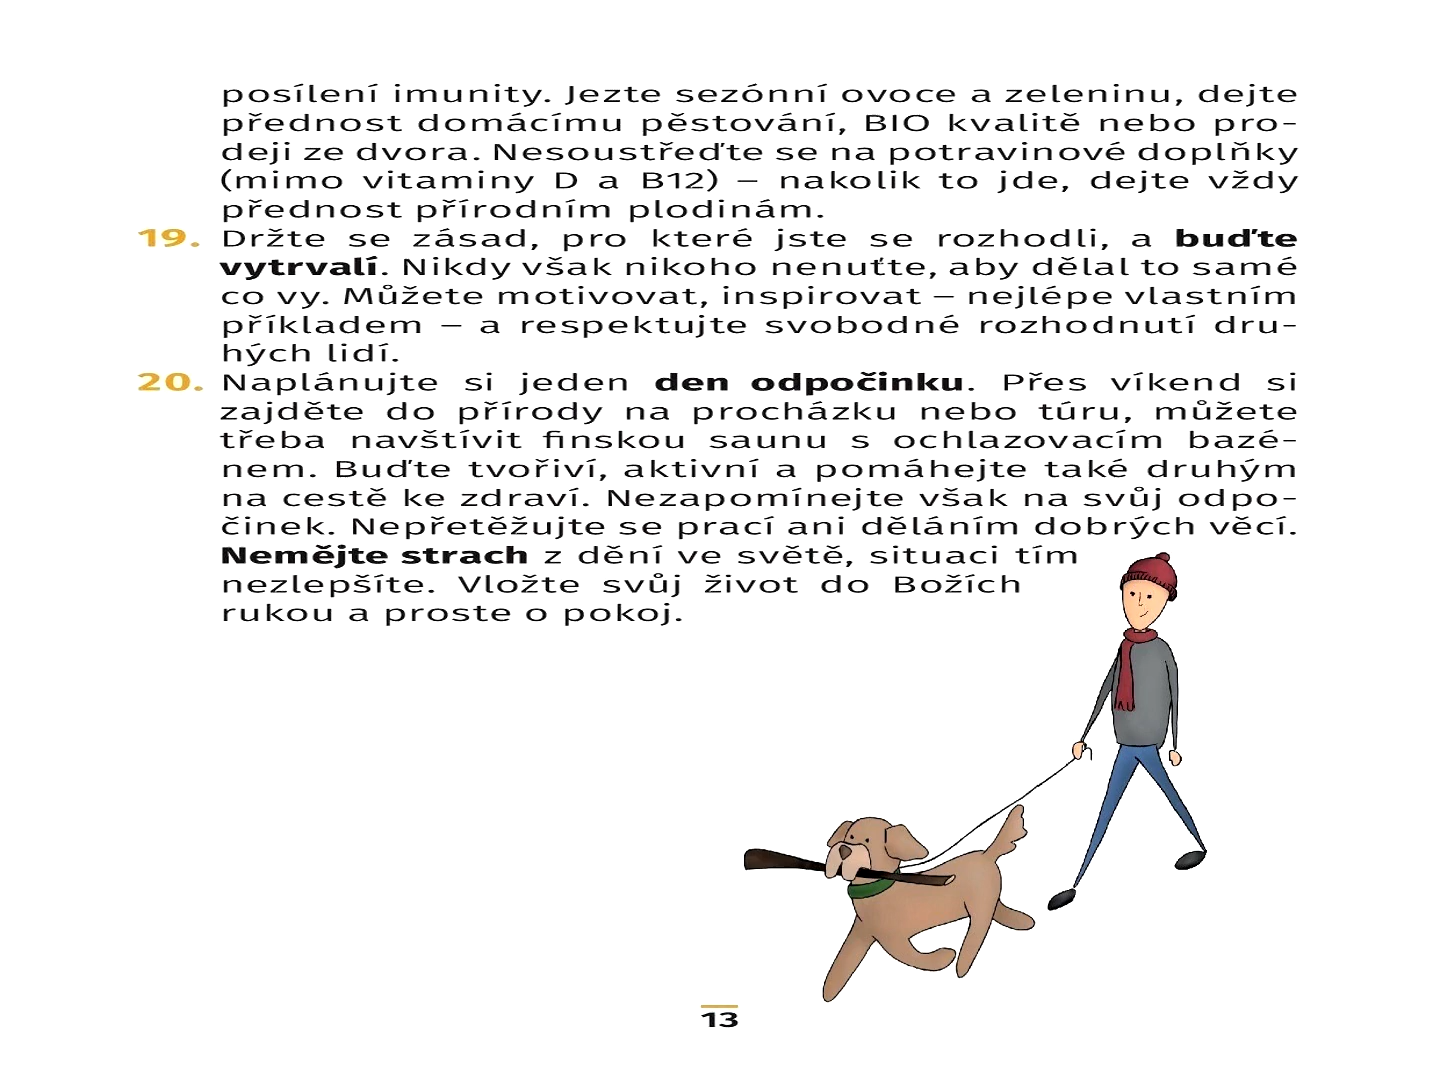 posílení imunity. Jezte sezónní ovoce a zeleninu, dejte
přednost domácímu pěstování, BIO kvalitě nebo pro-
deji ze dvora. Nesoustřeďte se na potravinové doplňky
(mimo vitaminy D a B12) – nakolik to jde, dejte vždy
přednost přírodním plodinám.
19. Držte se zásad, pro které jste se rozhodli, a buďte
vytrvalí. Nikdy však nikoho nenuťte, aby dělal to samé
co vy. Můžete motivovat, inspirovat – nejlépe vlastním
příkladem – a respektujte svobodné rozhodnutí dru-
hých lidí.
20. Naplánujte si jeden den odpočinku. Přes víkend si
zajděte do přírody na procházku nebo túru, můžete
třeba navštívit finskou saunu s ochlazovacím bazé-
nem. Buďte tvořiví, aktivní a pomáhejte také druhým
na cestě ke zdraví. Nezapomínejte však na svůj odpo-
činek. Nepřetěžujte se prací ani děláním dobrých věcí.
Nemějte strach z dění ve světě, situaci tím
nezlepšíte. Vložte svůj život do Božích
rukou a proste o pokoj.
13